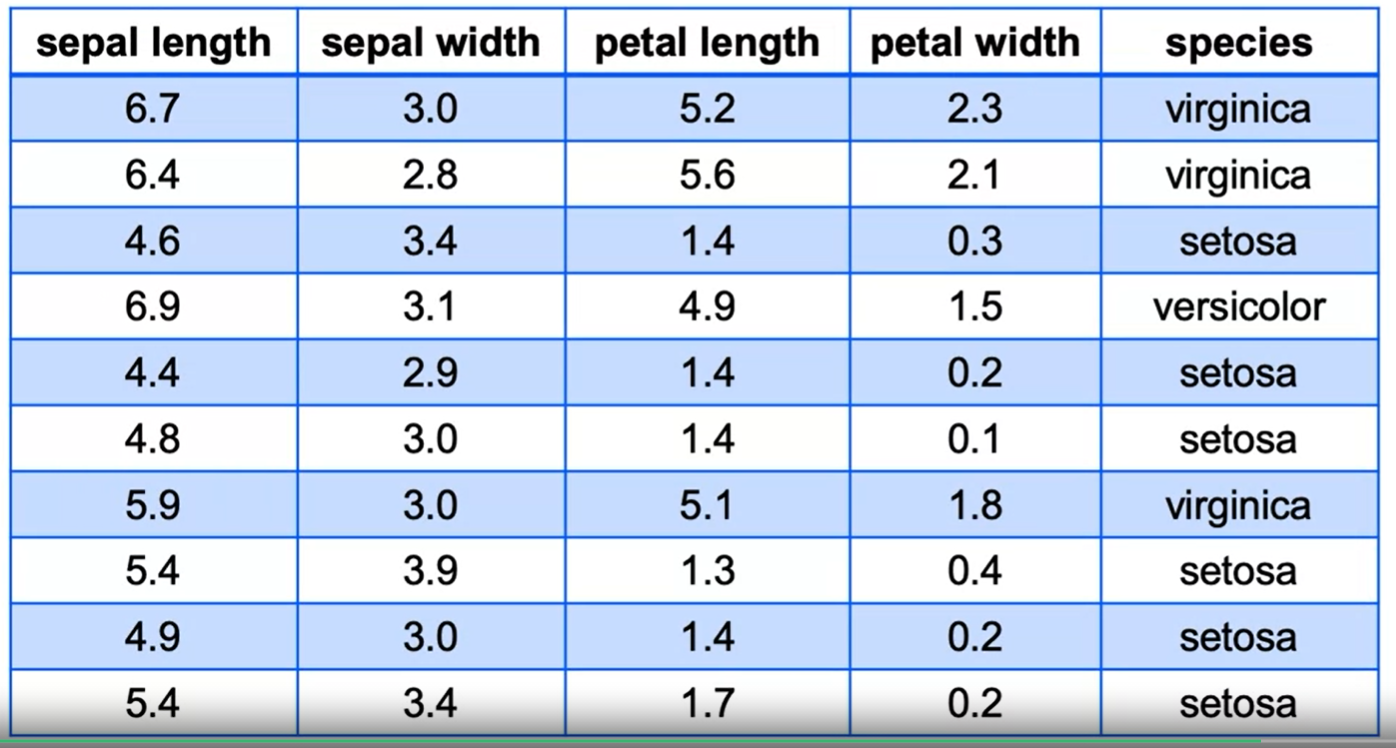 sepal length sepal width petal length petal width species
6.7 3.0 5.2 2.3 virginica
6.4 2.8 5.6 2.1 virginica
4.6 3.4 1.4 0.3 setosa
6.9 3.1 4.9 1.5 versicolor
4.4 2.9 1.4 0.2 setosa
4.8 3.0 1.4 0.1 setosa
5.9 3.0 5.1 1.8 virginica
5.4 3.9 1.3 0.4 setosa
4.9 3.0 1.4 0.2 setosa
5.4 3.4 1.7 0.2 setosa